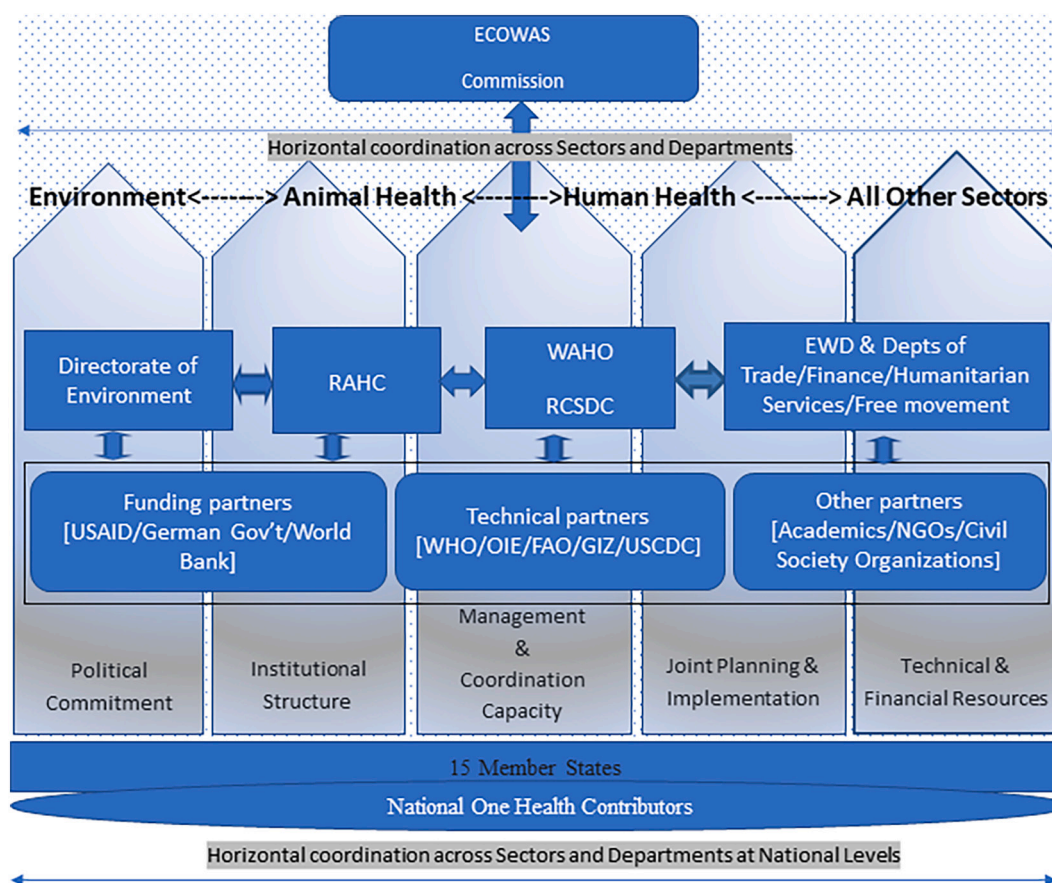 ECOWAS
Commission
Horizontal coordination across Sectors and Departments
Environment<-------> Animal Health <-------->Human Health <-------> All Other Sectors
Directorate of
Environment
RAHC
WAHO
RCSDC
EWD & Depts of
Trade/Finance/Humanitarian
Services/Free movement
Funding partners
[USAID/German Gov't/World
Bank]
Technical partners
[WHO/OIE/FAO/GIZ/USCDC]
Other partners
[Academics/NGOs/Civil
Society Organizations]
Political
Commitment
Institutional
Structure
Management
&
Coordination
Capacity
Joint Planning &
Implementation
Technical &
Financial Resources
15 Member States
National One Health Contributors
Horizontal coordination across Sectors and Departments at National Levels